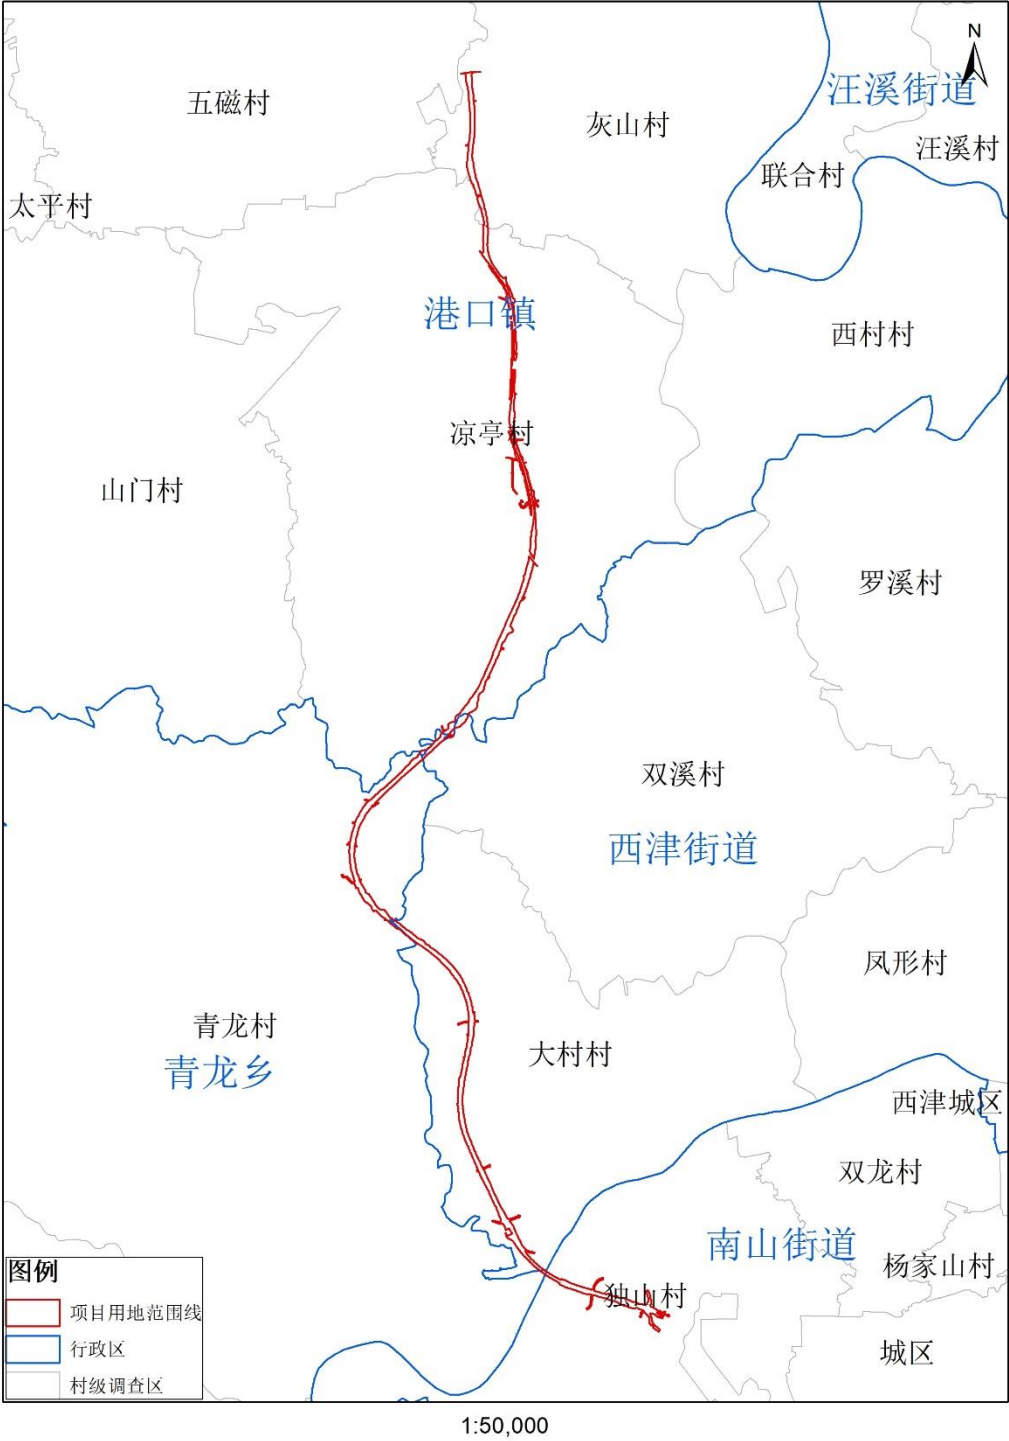 N
汪溪街道
五磁村
灰山村
汪溪村
联合村
太平村
港口镇
西村村
凉亭村
山门村
罗溪村
双溪村
西津街道
凤形村
青龙村
大村村
青龙乡
西津城区
双龙村
南山街道
杨家山村
独山村
城区
图例
项目用地范围线
行政区
村级调查区
1:50,000